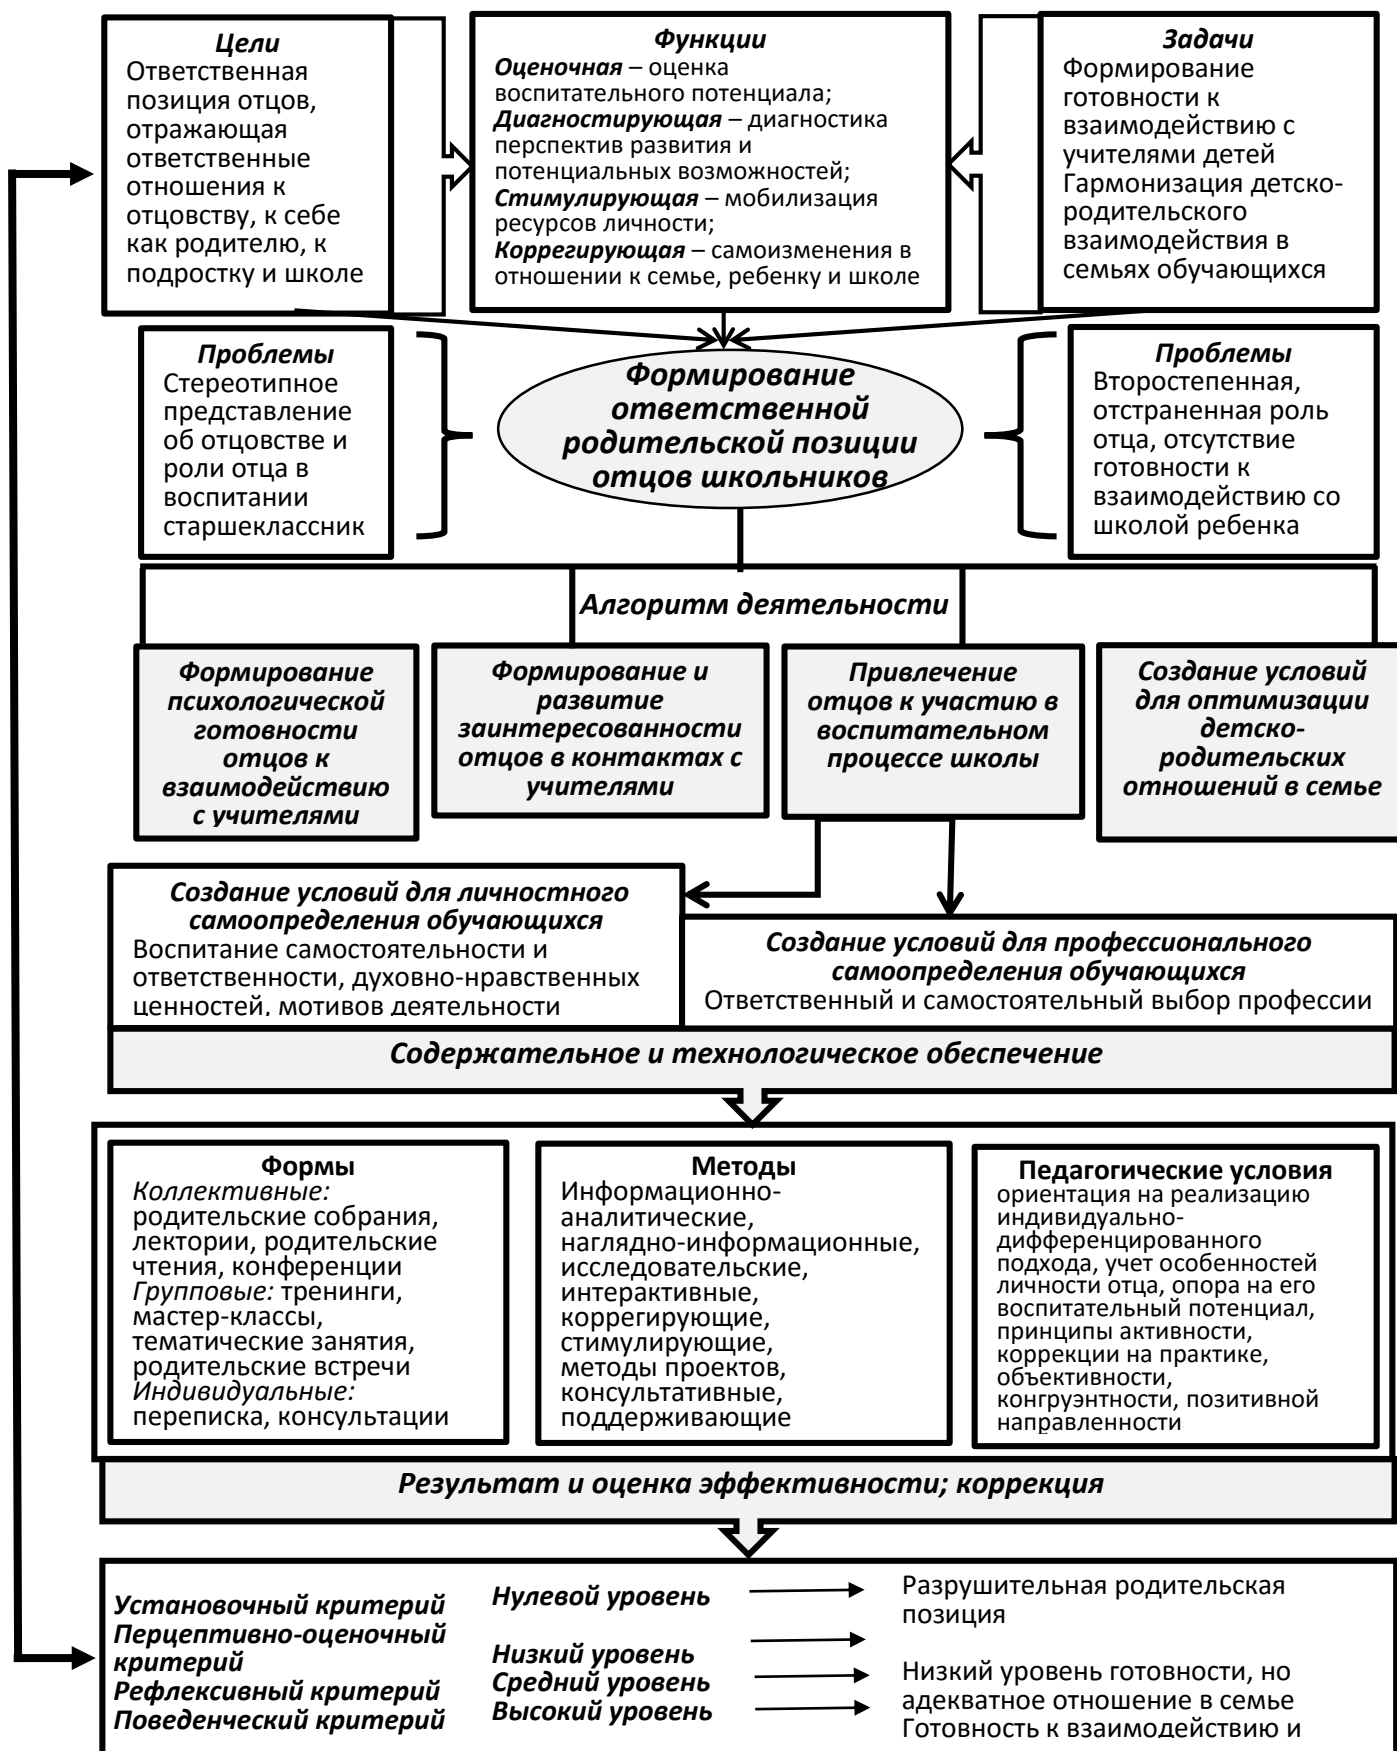 Цели
Ответственная
позиция отцов,
отражающая
ответственные
отношения к
отцовству, к себе
как родителю, к
подростку и школе
Функции
Оценочная – оценка
воспитательного потенциала;
Диагностирующая – диагностика
перспектив развития и
потенциальных возможностей;
Стимулирующая – мобилизация
ресурсов личности;
Коррегирующая – самоизменения в
отношении к семье, ребенку и школе
Задачи
Формирование
готовности к
взаимодействию с
учителями детей
Гармонизация детско-
родительского
взаимодействия в
семьях обучающихся
Проблемы
Стереотипное
представление
об отцовстве и
роли отца в
воспитании
старшеклассник
Формирование
ответственной
родительской позиции
отцов школьников
Проблемы
Второстепенная,
отстраненная роль
отца, отсутствие
готовности к
взаимодействию со
школой ребенка
Алгоритм деятельности
Формирование
психологической
готовности
отцов к
взаимодействию
с учителями
Формирование и
развитие
заинтересованности
отцов в контактах с
учителями
Привлечение
отцов к участию в
воспитательном
процессе школы
Создание условий
для оптимизации
детско-
родительских
отношений в семье
Создание условий для личностного
самоопределения обучающихся
Воспитание самостоятельности и
ответственности, духовно-нравственных
ценностей, мотивов деятельности
Создание условий для профессионального
самоопределения обучающихся
Ответственный и самостоятельный выбор профессии
Содержательное и технологическое обеспечение
Формы
Коллективные:
родительские собрания,
лектории, родительские
чтения, конференции
Групповые: тренинги,
мастер-классы,
тематические занятия,
родительские встречи
Индивидуальные:
переписка, консультации
Методы
Информационно-
аналитические,
наглядно-информационные,
исследовательские,
интерактивные,
коррегирующие,
стимулирующие,
методы проектов,
консультативные,
поддерживающие
Педагогические условия
ориентация на реализацию
индивидуально-
дифференцированного
подхода, учет особенностей
личности отца, опора на его
воспитательный потенциал,
принципы активности,
коррекции на практике,
объективности,
конгруэнтности, позитивной
направленности
Результат и оценка эффективности; коррекция
Установочный критерий
Перцептивно-оценочный
критерий
Рефлексивный критерий
Поведенческий критерий
Нулевой уровень
Низкий уровень
Средний уровень
Высокий уровень
Разрушительная родительская
позиция
Низкий уровень готовности, но
адекватное отношение в семье
Готовность к взаимодействию и